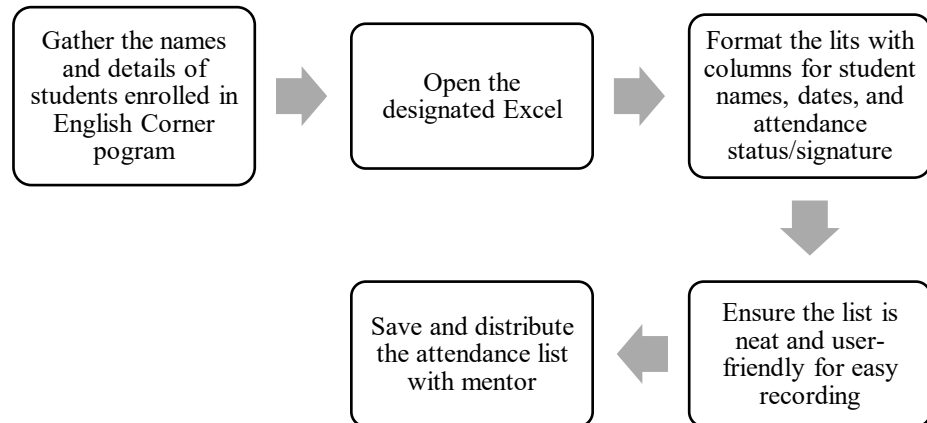 Gather the names
and details of
students enrolled in
English Corner
pogram
Open the
designated Excel
Format the lits with
columns for student
names, dates, and
attendance
status/signature
Ensure the list is
neat and user-
friendly for easy
recording
Save and distribute
the attendance list
with mentor